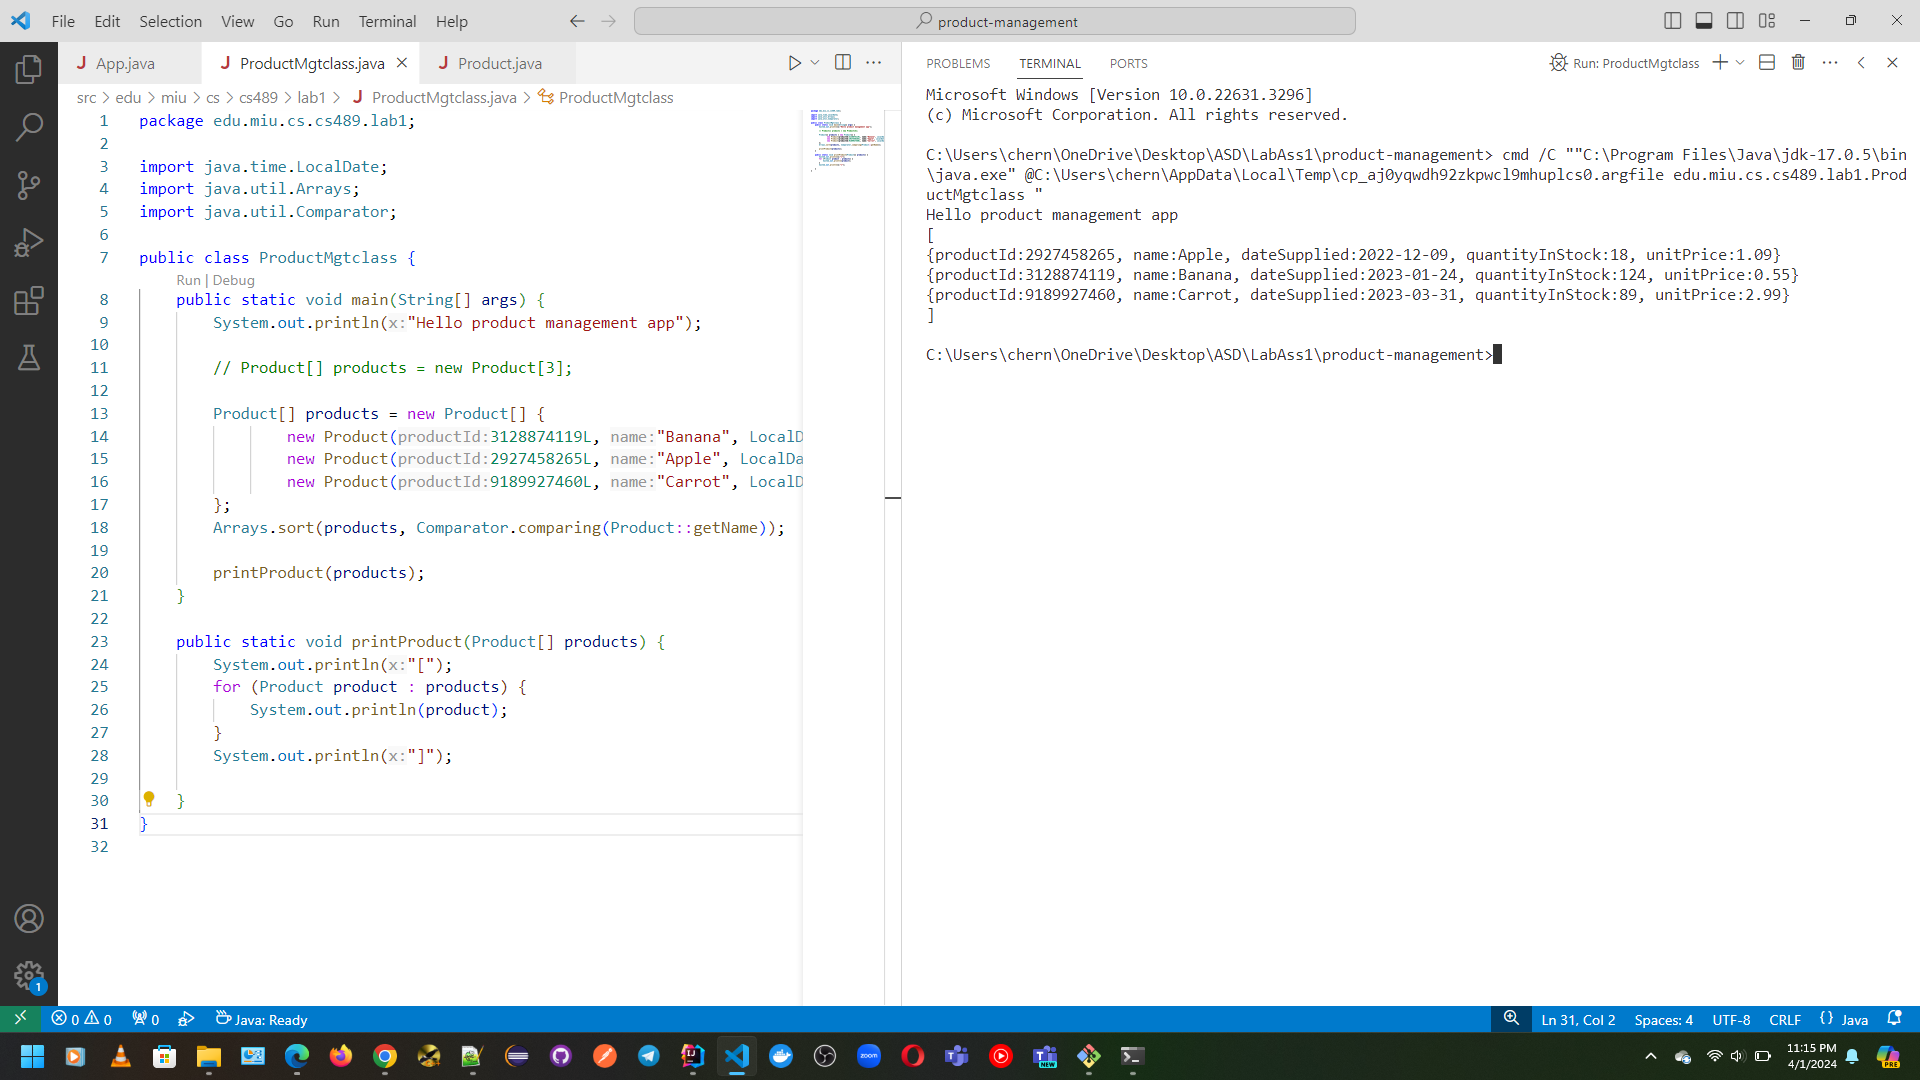 File Edit Selection View Go Run Terminal Help
product-management
App.java
ProductMgtclass.java
Product.java
src > edu > miu > cs > cs489 > lab1 > ProductMgtclass.java > ProductMgtclass
1 package edu.miu.cs.cs489.lab1;
2
3 import java.time.LocalDate;
4 import java.util.Arrays;
5 import java.util.Comparator;
6
7 public class ProductMgtclass {
Run | Debug
8 public static void main(String[] args) {
9 System.out.println(x:"Hello product management app");
10
11 // Product[] products = new Product[3];
12
13 Product[] products = new Product[] {
14 new Product(productId:3128874119L, name:"Banana", LocalD
15 new Product(productId:2927458265L, name:"Apple", LocalDa
16 new Product(productId:9189927460L, name:"Carrot", LocalD
17 };
18 Arrays.sort(products, Comparator.comparing(Product::getName));
19
20 printProduct(products);
21 }
22
23 public static void printProduct(Product[] products) {
24 System.out.println(x:"[");
25 for (Product product : products) {
26 System.out.println(product);
27 }
28 System.out.println(x:"]");
29
30 }
31 }
32
PROBLEMS TERMINAL PORTS
Run: ProductMgtclass
Microsoft Windows [Version 10.0.22631.3296]
(c) Microsoft Corporation. All rights reserved.
C:\Users\chern\OneDrive\Desktop\ASD\LabAss1\product-management> cmd /C ""C:\Program Files\Java\jdk-17.0.5\bin
\java.exe" @C:\Users\chern\AppData\Local\Temp\cp_aj0yqwdh92zkpwcl9mhuplcs0.argfile edu.miu.cs.cs489.lab1.Prod
uctMgtclass "
Hello product management app
[
{productId:2927458265, name:Apple, dateSupplied:2022-12-09, quantityInStock:18, unitPrice:1.09}
{productId:3128874119, name:Banana, dateSupplied:2023-01-24, quantityInStock:124, unitPrice:0.55}
{productId:9189927460, name:Carrot, dateSupplied:2023-03-31, quantityInStock:89, unitPrice:2.99}
]
C:\Users\chern\OneDrive\Desktop\ASD\LabAss1\product-management>
1
0 0 0 Java: Ready
Ln 31, Col 2 Spaces: 4 UTF-8 CRLF {} Java
zoom
NEW
11:15 PM
4/1/2024
PRE